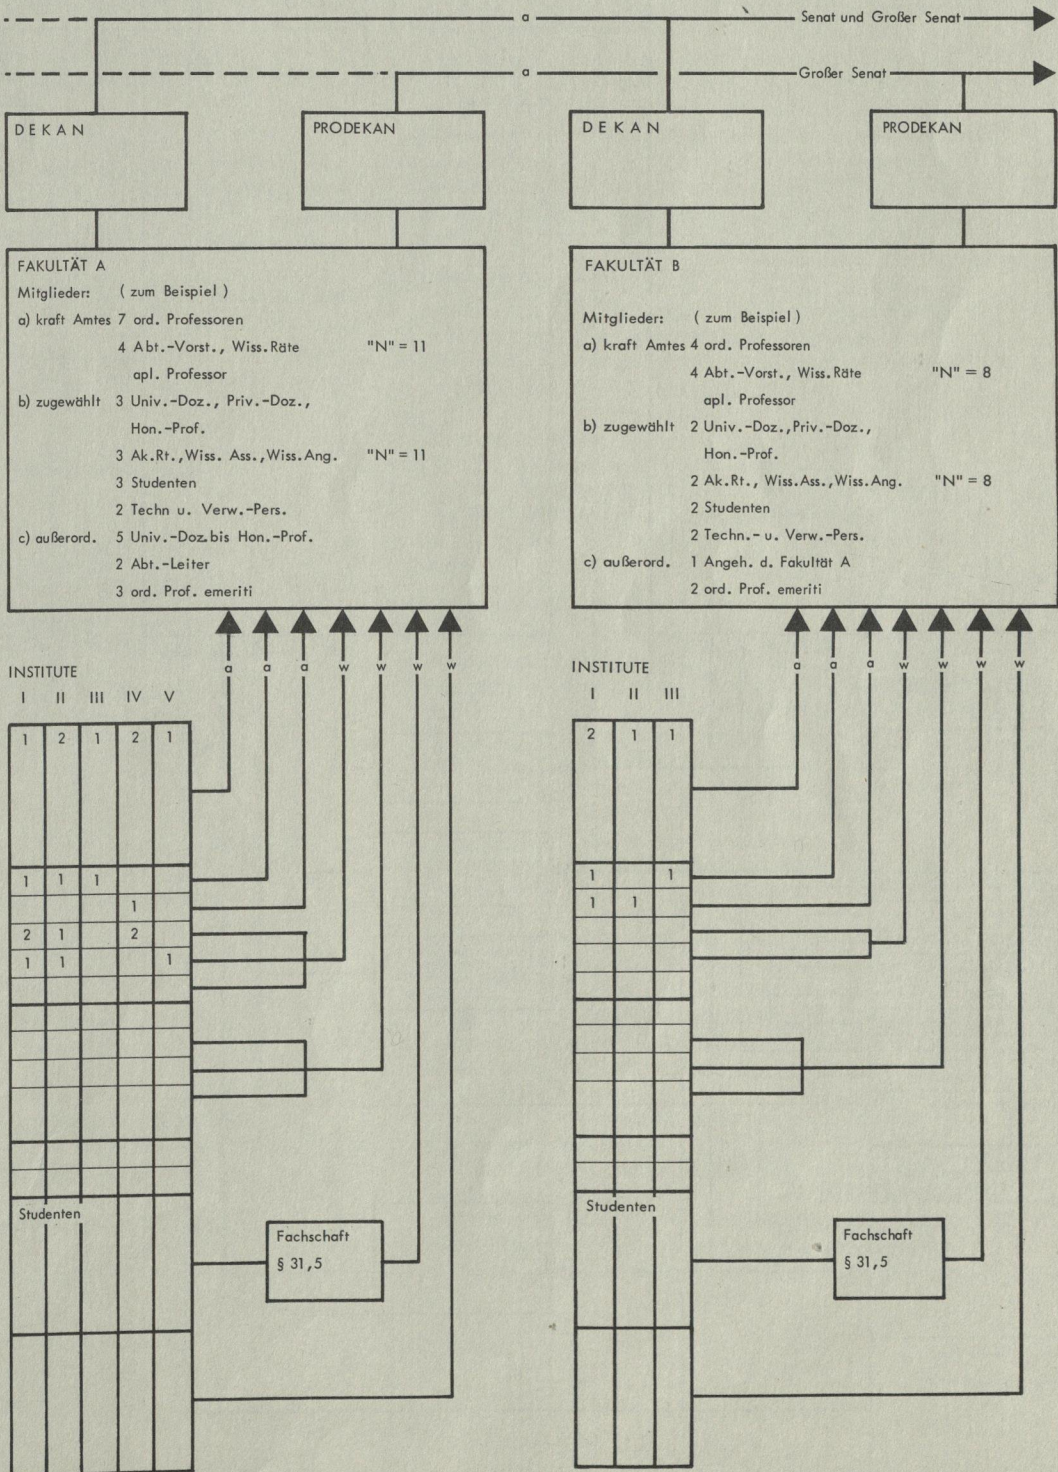 a
Senat und Großer Senat
a
Großer Senat
DEKAN
PRODEKAN
DEKAN
PRODEKAN
FAKULTÄT A
Mitglieder: ( zum Beispiel )
a) kraft Amtes 7 ord. Professoren
4 Abt.-Vorst., Wiss.Räte "N" = 11
apl. Professor
b) zugewählt 3 Univ.-Doz., Priv.-Doz.,
Hon.-Prof.
3 Ak.Rt.,Wiss. Ass.,Wiss.Ang. "N" = 11
3 Studenten
2 Techn u. Verw.-Pers.
c) außerord. 5 Univ.-Doz.bis Hon.-Prof.
2 Abt.-Leiter
3 ord. Prof. emeriti
FAKULTÄT B
Mitglieder: ( zum Beispiel )
a) kraft Amtes 4 ord. Professoren
4 Abt.-Vorst., Wiss.Räte "N" = 8
apl. Professor
b) zugewählt 2 Univ.-Doz.,Priv.-Doz.,
Hon.-Prof.
2 Ak.Rt., Wiss.Ass.,Wiss.Ang. "N" = 8
2 Studenten
2 Techn.- u. Verw.-Pers.
c) außerord. 1 Angeh. d. Fakultät A
2 ord. Prof. emeriti
a a a w w w w
INSTITUTE
I II III IV V
1 2 1 2 1
1 1 1
1
2 1 2
1 1 1
Studenten
Fachschaft
§ 31,5
a a a w w w w
INSTITUTE
I II III
2 1 1
1 1
1 1
Studenten
Fachschaft
§ 31,5